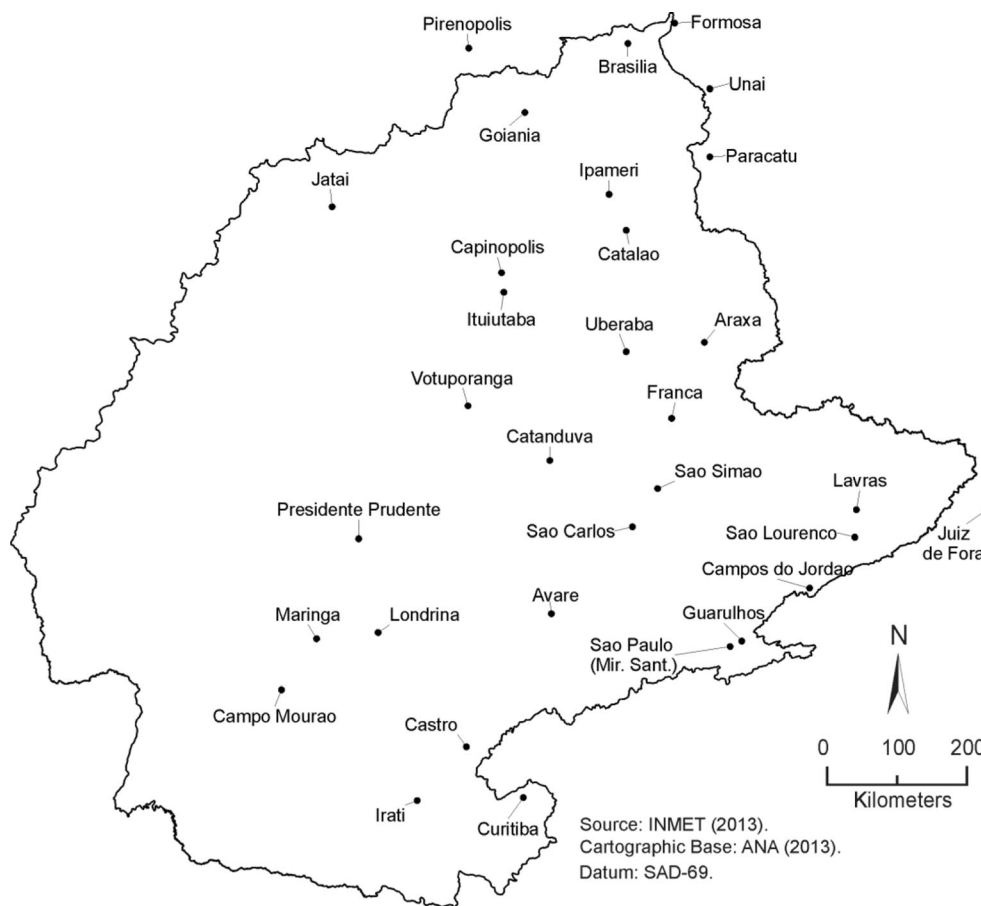 Pirenopolis
Formosa
Brasilia
Unai
Goiania
Paracatu
Ipameri
Jatai
Capinopolis
Catalao
Ituiutaba
Uberaba
Araxa
Votuporanga
Franca
Catanduva
Sao Simao
Lavras
Presidente Prudente
Sao Carlos
Sao Lourenco
Juiz
de Fora
Campos do Jordao
Avare
Maringa
Londrina
Guarulhos
Sao Paulo
(Mir. Sant.)
N
Campo Mourao
Castro
0 100 200
Kilometers
Irati
Curitiba
Source: INMET (2013).
Cartographic Base: ANA (2013).
Datum: SAD-69.